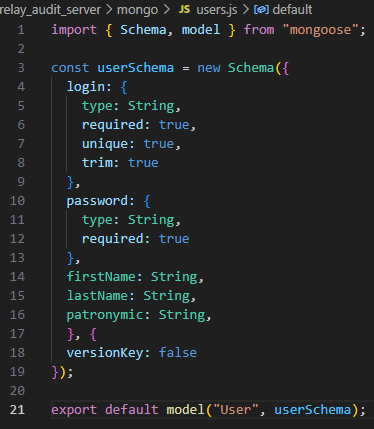 relay_audit_server > mongo > JS users.js > default
1 import { Schema, model } from "mongoose";
2
3 const userSchema = new Schema({
4 login: {
5 type: String,
6 required: true,
7 unique: true,
8 trim: true
9 },
10 password: {
11 type: String,
12 required: true
13 },
14 firstName: String,
15 lastName: String,
16 patronymic: String,
17 }, {
18 versionKey: false
19 });
20
21 export default model("User", userSchema);